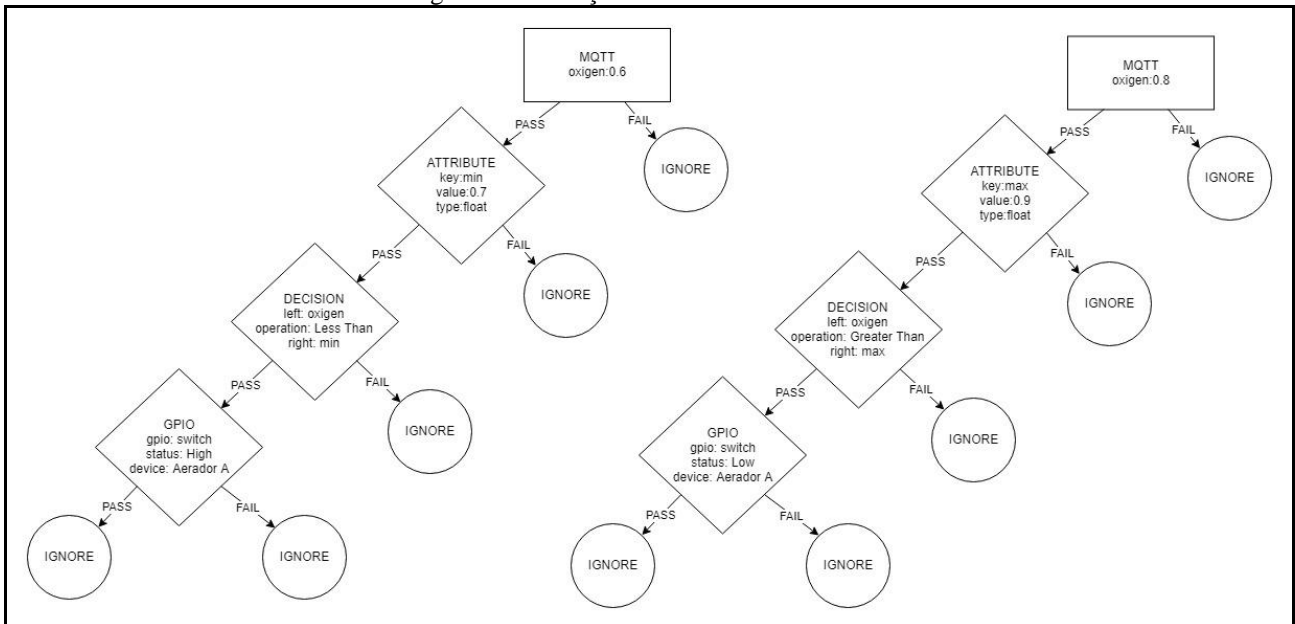 MQTT
oxigen:0.6
PASS
FAIL
ATTRIBUTE
key:min
value:0.7
type:float
IGNORE
PASS
FAIL
DECISION
left: oxigen
operation: Less Than
right: min
IGNORE
PASS
FAIL
GPIO
gpio: switch
status: High
device: Aerador A
IGNORE
PASS
FAIL
IGNORE
IGNORE
MQTT
oxigen:0.8
PASS
FAIL
ATTRIBUTE
key:max
value:0.9
type:float
IGNORE
PASS
FAIL
DECISION
left: oxigen
operation: Greater Than
right: max
IGNORE
PASS
FAIL
GPIO
gpio: switch
status: Low
device: Aerador A
IGNORE
PASS
FAIL
IGNORE
IGNORE